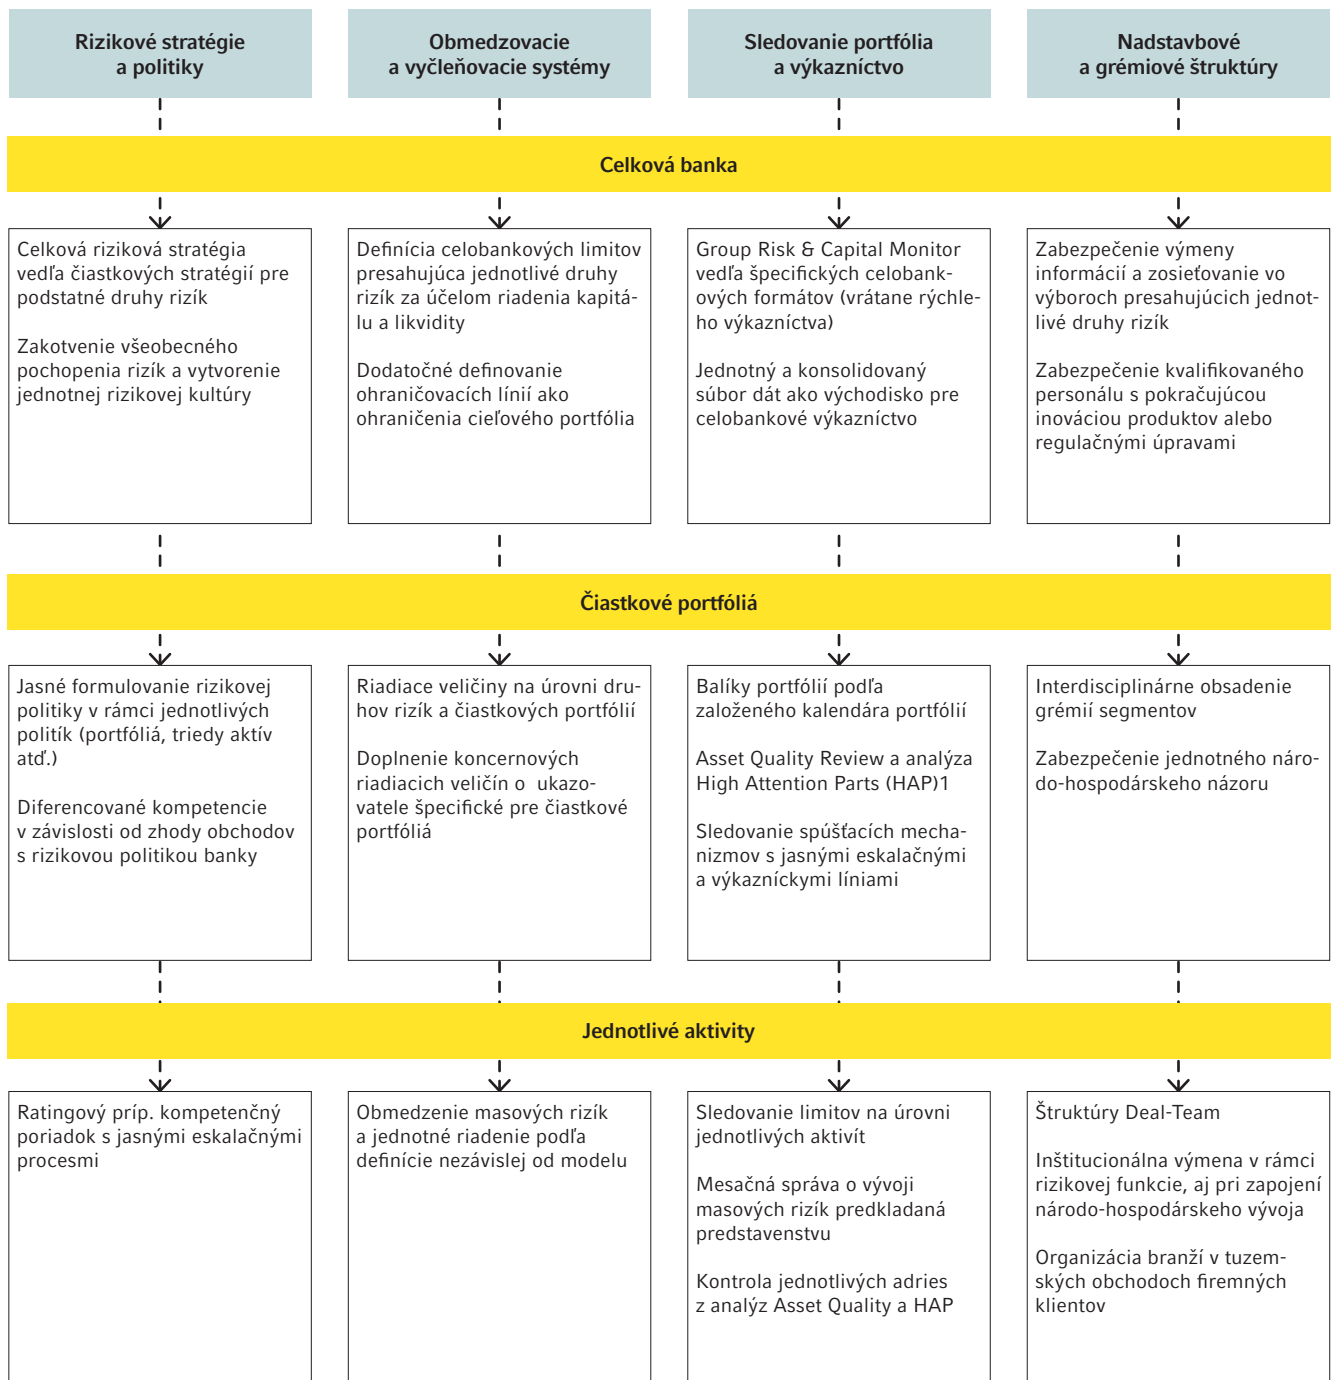 Rizikové stratégie
a politiky
Obmedzovacie
a vyčleňovacie systémy
Sledovanie portfólia
a výkazníctvo
Nadstavbové
a grémiové štruktúry
Celková banka
Celková riziková stratégia
vedľa čiastkových stratégií pre
podstatné druhy rizík
Zakotvenie všeobecného
pochopenia rizík a vytvorenie
jednotnej rizikovej kultúry
Definícia celobankových limitov
presahujúca jednotlivé druhy
rizík za účelom riadenia kapitá-
lu a likvidity
Dodatočné definovanie
ohraničovacích línií ako
ohraničenia cieľového portfólia
Group Risk & Capital Monitor
vedľa špecifických celobank-
ových formátov (vrátane rýchle-
ho výkazníctva)
Jednotný a konsolidovaný
súbor dát ako východisko pre
celobankové výkazníctvo
Zabezpečenie výmeny
informácií a zosieťovanie vo
výboroch presahujúcich jednot-
livé druhy rizík
Zabezpečenie kvalifikovaného
personálu s pokračujúcou
inováciou produktov alebo
regulačnými úpravami
Čiastkové portfóliá
Jasné formulovanie rizikovej
politiky v rámci jednotlivých
politík (portfóliá, triedy aktív
atď.)
Diferencované kompetencie
v závislosti od zhody obchodov
s rizikovou politikou banky
Riadiace veličiny na úrovni dru-
hov rizík a čiastkových portfólií
Doplnenie koncernových
riadiacich veličín o  ukazo-
vatele špecifické pre čiastkové
portfóliá
Balíky portfólií podľa
založeného kalendára portfólií
Asset Quality Review a analýza
High Attention Parts (HAP)1
Sledovanie spúšťacích mecha-
nizmov s jasnými eskalačnými
a výkazníckymi líniami
Interdisciplinárne obsadenie
grémií segmentov
Zabezpečenie jednotného náro-
do-hospodárskeho názoru
Jednotlivé aktivity
Ratingový príp. kompetenčný
poriadok s jasnými eskalačnými
procesmi
Obmedzenie masových rizík
a jednotné riadenie podľa
definície nezávislej od modelu
Sledovanie limitov na úrovni
jednotlivých aktivít
Mesačná správa o vývoji
masových rizík predkladaná
predstavenstvu
Kontrola jednotlivých adries
z analýz Asset Quality a HAP
Štruktúry Deal-Team
Inštitucionálna výmena v rámci
rizikovej funkcie, aj pri zapojení
národo-hospodárskeho vývoja
Organizácia branží v tuzem-
ských obchodoch firemných
klientov